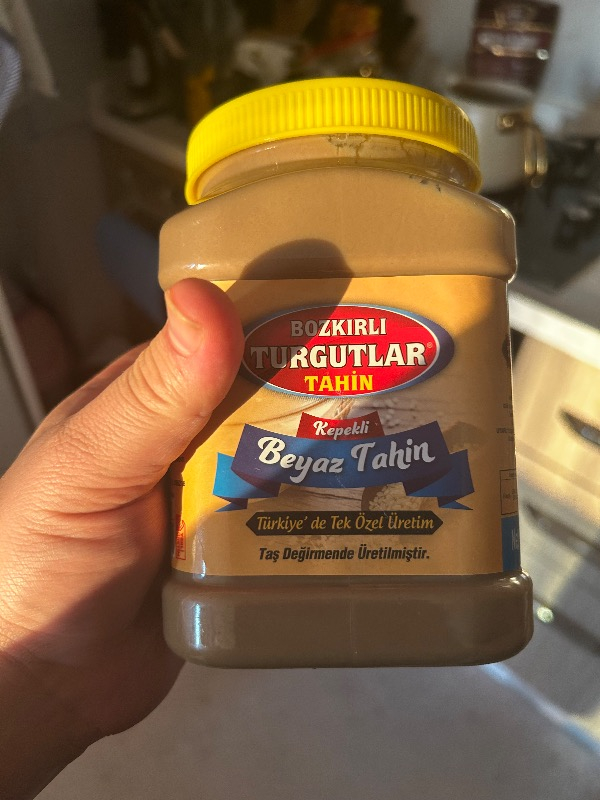 BOZKIRLI
TURGUTLAR®
TAHİN
Kepekli
Beyaz Tahin
Türkiye' de Tek Özel Üretim
Taş Değirmende Üretilmiştir.